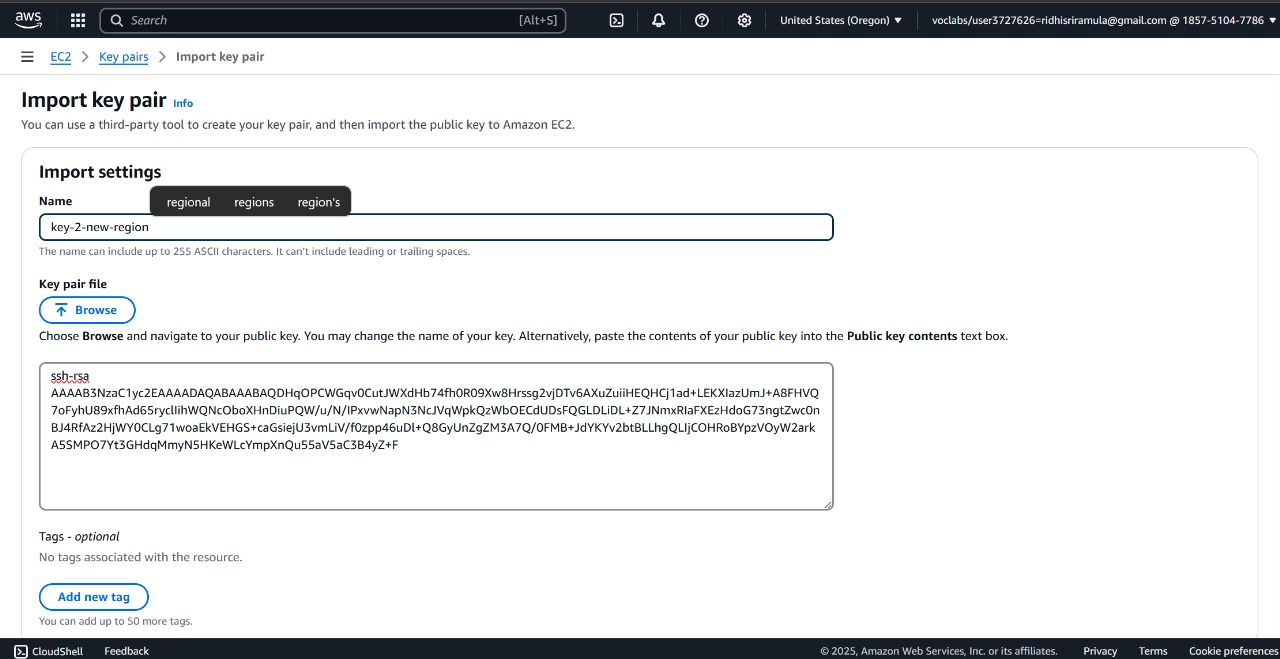 aws
Search [Alt+S]
United States (Oregon) voclabs/user3727626=ridhisriramula@gmail.com @ 1857-5104-7786
EC2 Key pairs Import key pair
Import key pair Info
You can use a third-party tool to create your key pair, and then import the public key to Amazon EC2.
Import settings
Name
regional regions region's
key-2-new-region
The name can include up to 255 ASCII characters. It can't include leading or trailing spaces.
Key pair file
Browse
Choose Browse and navigate to your public key. You may change the name of your key. Alternatively, paste the contents of your public key into the Public key contents text box.
ssh-rsa
AAAAB3NzaC1yc2EAAAADAQABAAABAQDHqOPCWGqv0CutJWXdHb74fh0R09Xw8Hrssg2vjDTv6AXuZuiiHEQHCj1ad+LEKXIazUmJ+A8FHVQ
7oFyhU89xfhAd65ryclIihWQNcOboXHnDiuPQW/u/N/IPxvwNapN3NcJVqWpkQzWbOECdUDsFQGLDLiDL+Z7JNmxRIaFXEzHdoG73ngtZwc0n
BJ4RfAz2HjWY0CLg71woaEkVEHGS+caGsiejU3vmLiV/f0zpp46uDl+Q8GyUnZgZM3A7Q/0FMB+JdYKYv2btBLLhgQLIjCOHRoBYpzVOyW2ark
A5SMPO7Yt3GHdqMmyN5HKeWLcYmpXnQu55aV5aC3B4yZ+F
Tags - optional
No tags associated with the resource.
Add new tag
You can add up to 50 more tags.
CloudShell Feedback © 2025, Amazon Web Services, Inc. or its affiliates. Privacy Terms Cookie preferences